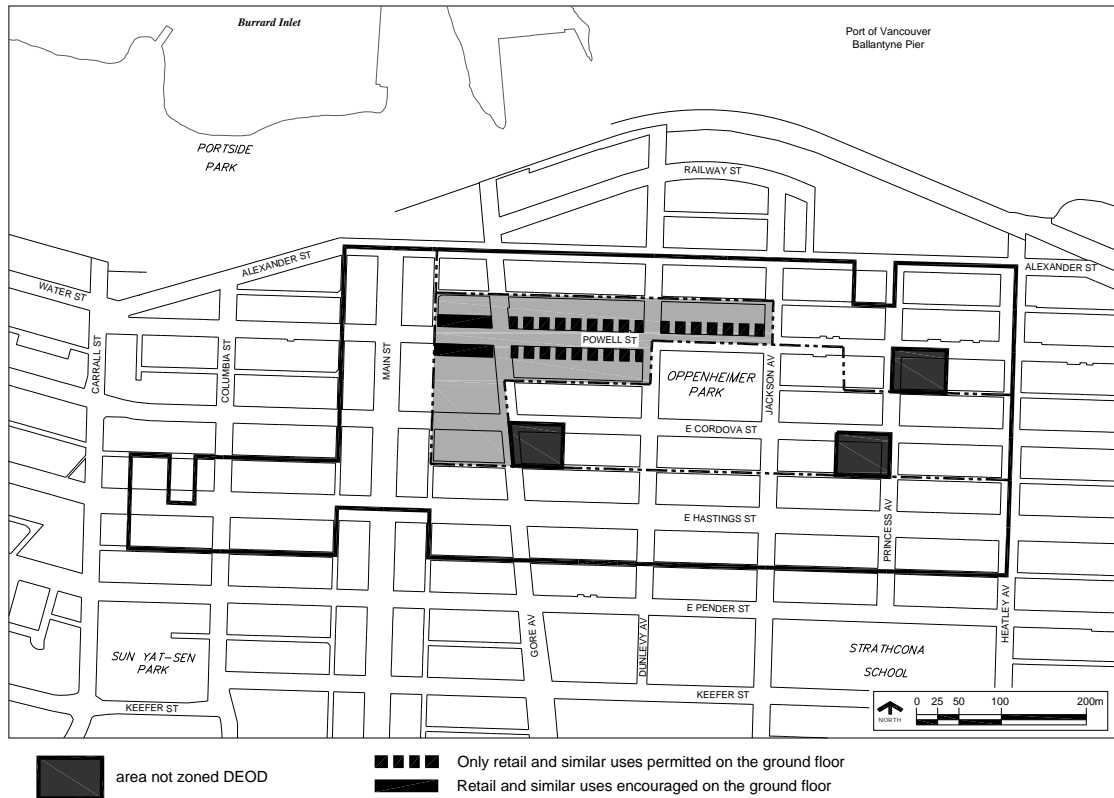 Burrard Inlet
Port of Vancouver
Ballantyne Pier
PORTSIDE
PARK
RAILWAY ST
ALEXANDER ST
ALEXANDER ST
WATER ST
POWELL ST
CARRALL ST
COLUMBIA ST
MAIN ST
OPPENHEIMER
PARK
JACKSON AV
E CORDOVA ST
E HASTINGS ST
PRINCESS AV
E PENDER ST
HEATLEY AV
GORE AV
DUNLEVY AV
SUN YAT-SEN
PARK
STRATHCONA
SCHOOL
KEEFER ST
KEEFER ST
NORTH
0 25 50 100 200m
area not zoned DEOD
Only retail and similar uses permitted on the ground floor
Retail and similar uses encouraged on the ground floor